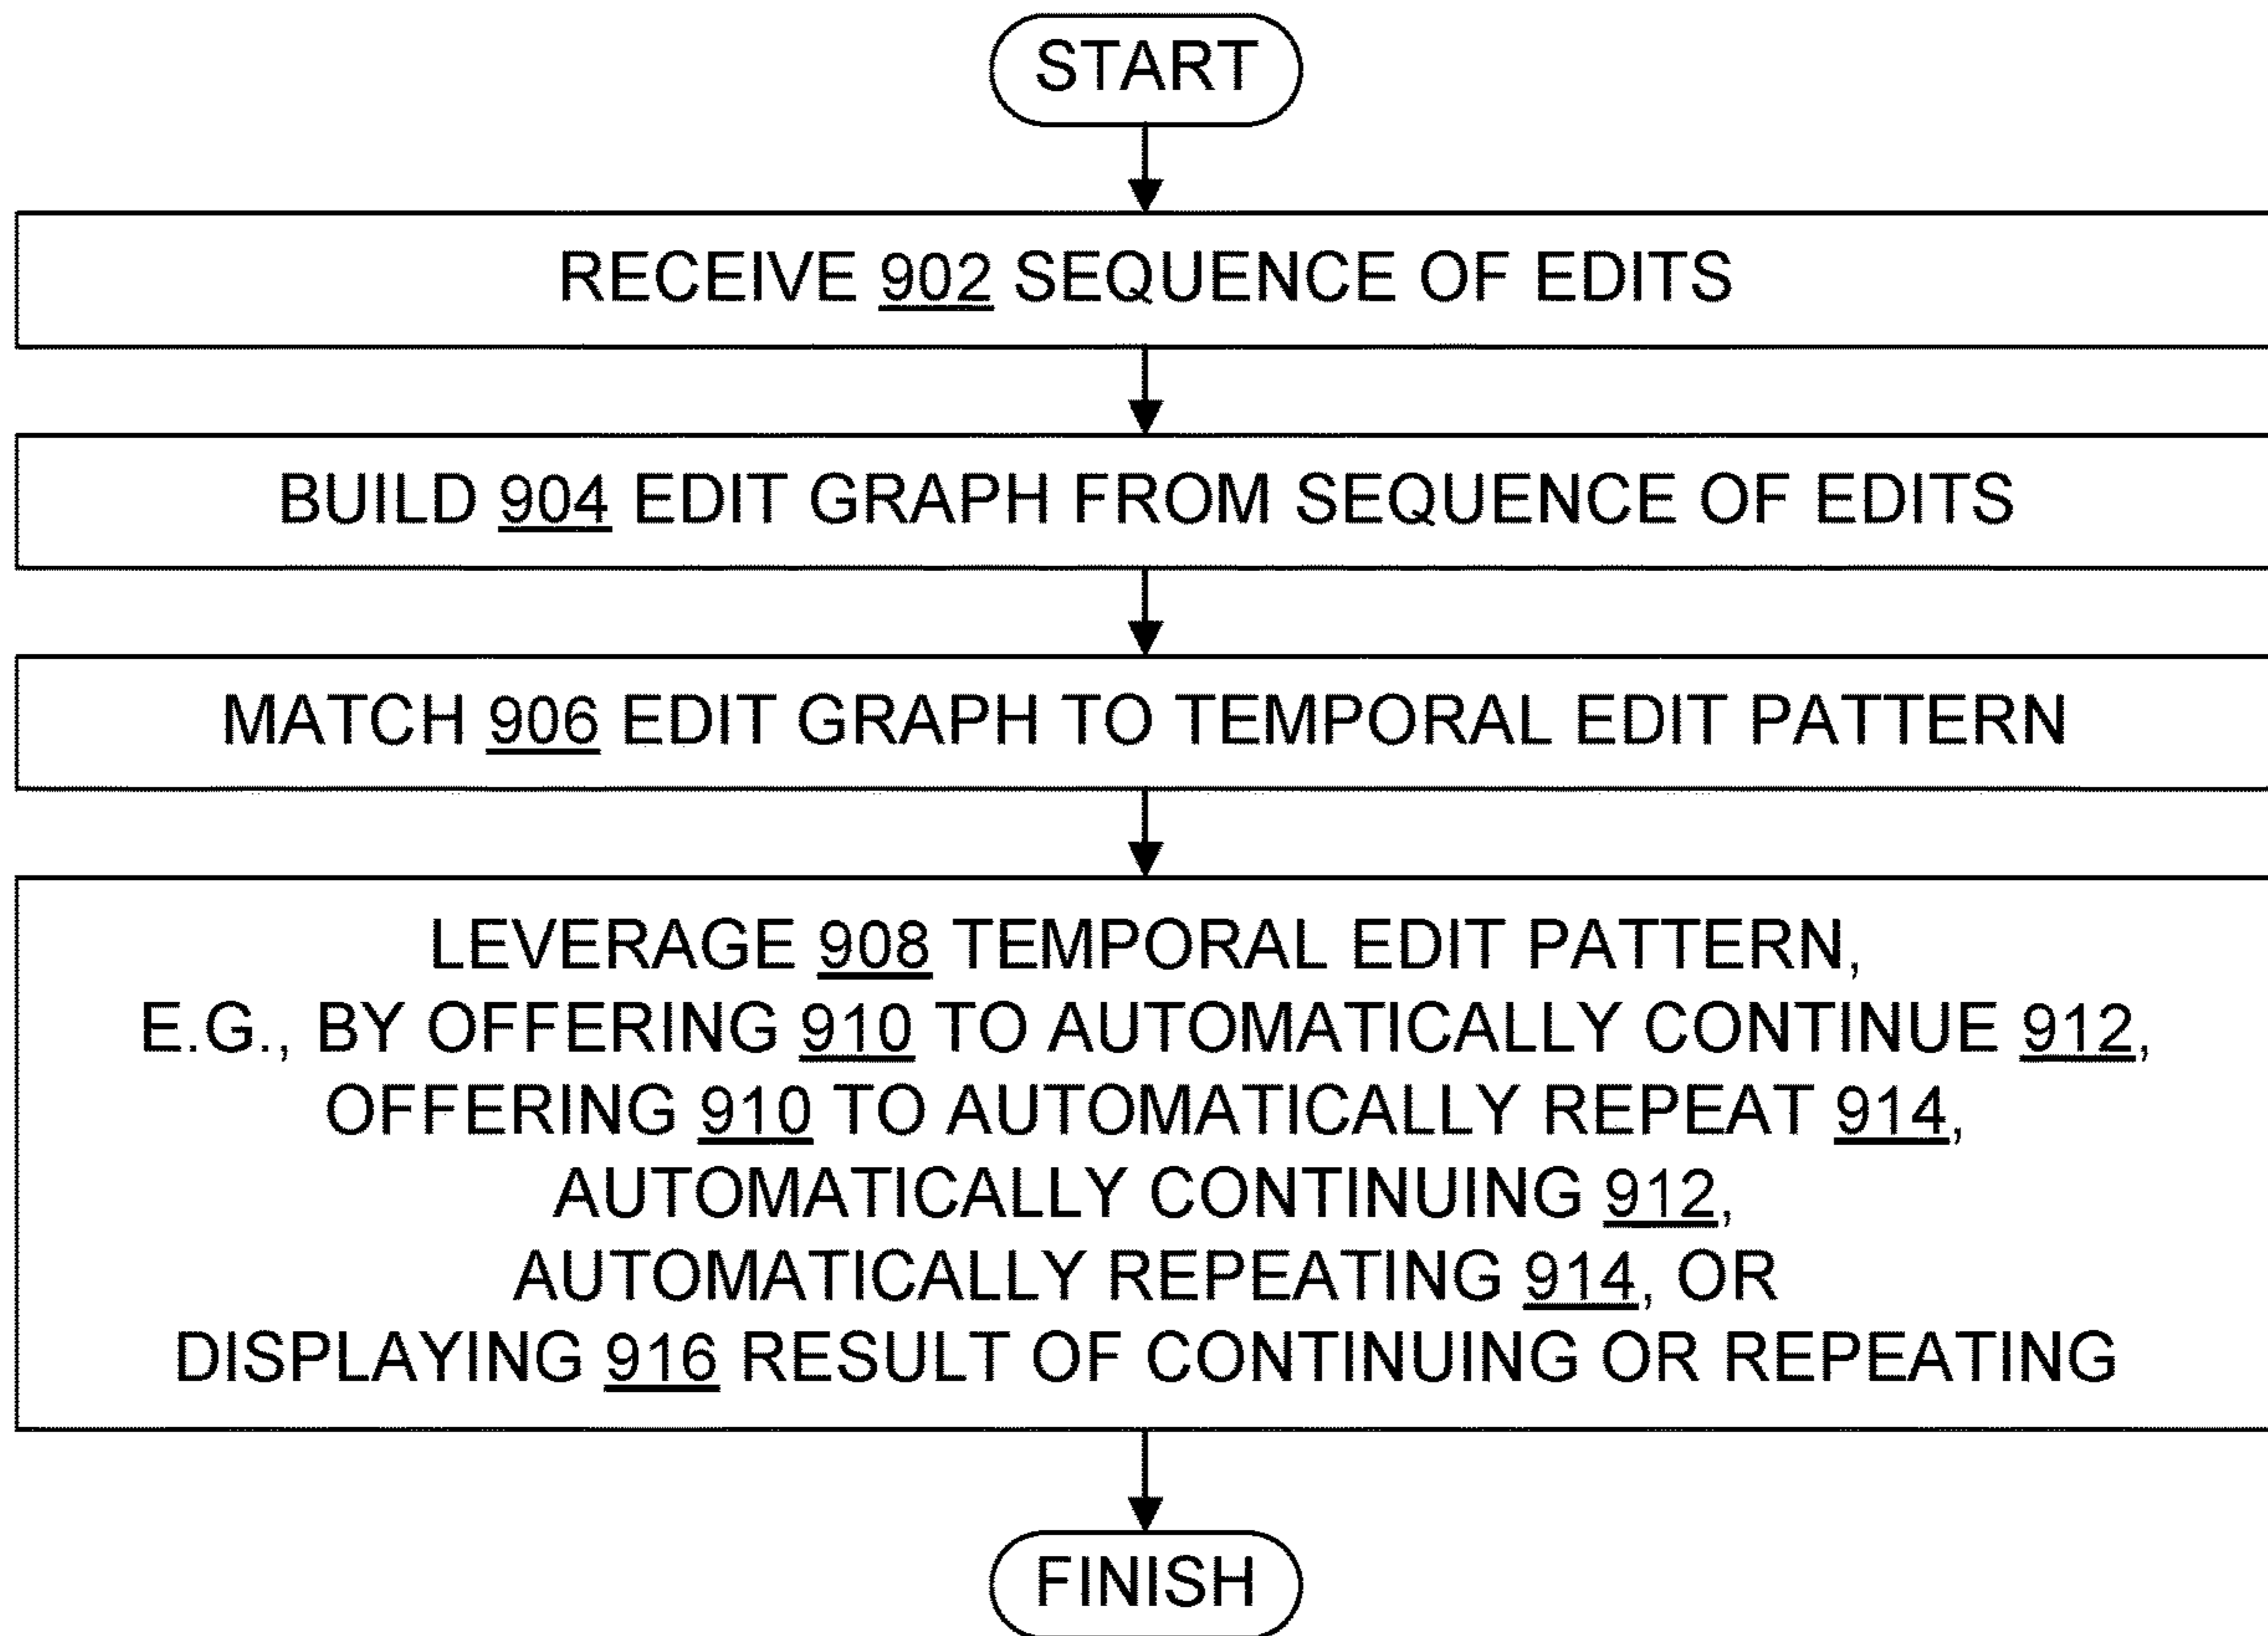 START
RECEIVE 902 SEQUENCE OF EDITS
BUILD 904 EDIT GRAPH FROM SEQUENCE OF EDITS
MATCH 906 EDIT GRAPH TO TEMPORAL EDIT PATTERN
LEVERAGE 908 TEMPORAL EDIT PATTERN,
E.G., BY OFFERING 910 TO AUTOMATICALLY CONTINUE 912,
OFFERING 910 TO AUTOMATICALLY REPEAT 914,
AUTOMATICALLY CONTINUING 912,
AUTOMATICALLY REPEATING 914, OR
DISPLAYING 916 RESULT OF CONTINUING OR REPEATING
FINISH